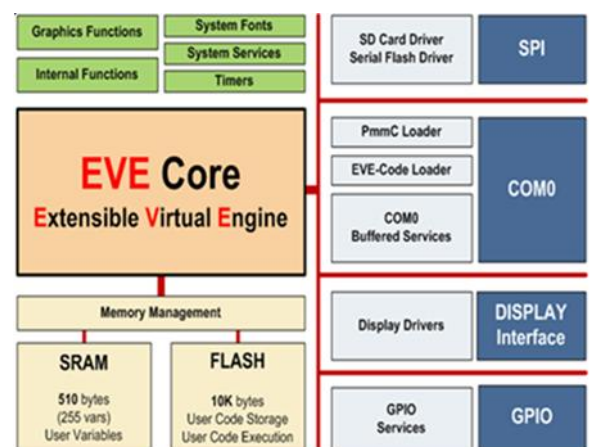 Graphics Functions
System Fonts
System Services
Internal Functions
Timers
SD Card Driver
Serial Flash Driver
SPI
EVE Core
Extensible Virtual Engine
PmmC Loader
EVE-Code Loader
COM0
Buffered Services
COM0
Memory Management
Display Drivers
DISPLAY
Interface
SRAM
510 bytes
(255 vars)
User Variables
FLASH
10K bytes
User Code Storage
User Code Execution
GPIO
Services
GPIO